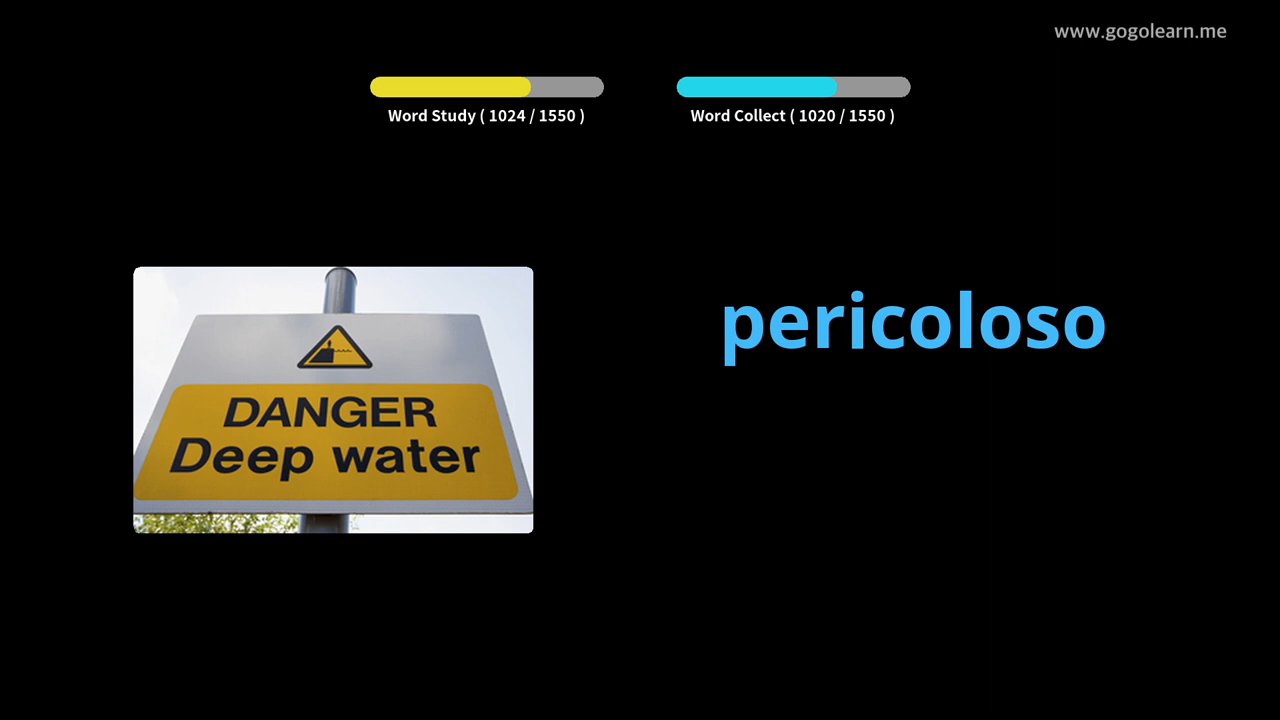 www.gogolearn.me
Word Study ( 1024 / 1550 )
Word Collect ( 1020 / 1550 )
pericoloso
DANGER
Deep water